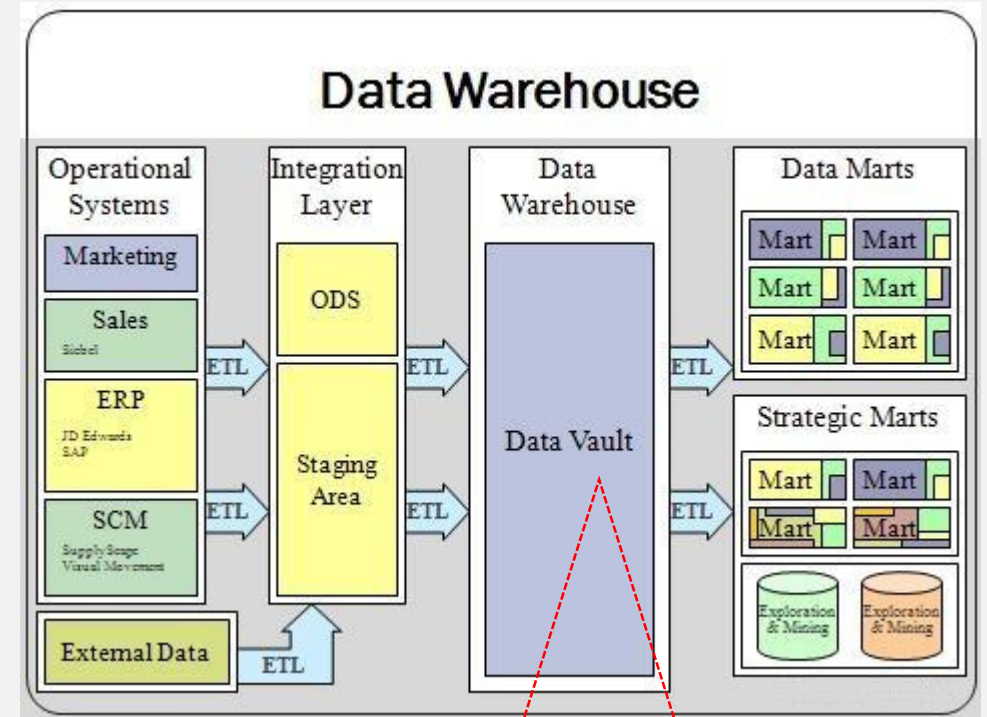 Data Warehouse
Operational
Systems
Marketing
Sales
Siebel
ERP
JD Edwards
SAP
SCM
SupplyScape
Visual Movement
External Data
ETL
ETL
ETL
Integration
Layer
ODS
Staging
Area
ETL
ETL
Data
Warehouse
Data Vault
ETL
ETL
Data Marts
Mart
Mart
Mart
Mart
Mart
Mart
Strategic Marts
Mart
Mart
Mart
Mart
Exploration
& Mining
Exploration
& Mining